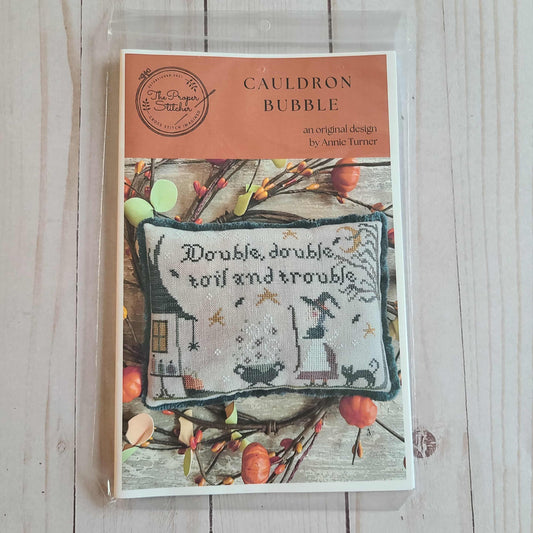 The Proper
Stitcher
CAULDRON
BUBBLE
an original design
by Annie Turner
Double, double,
toil and trouble